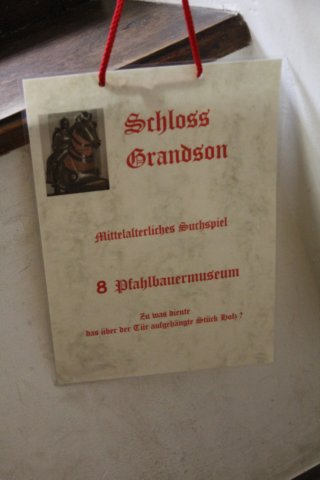 Schloss
Grandson
Mittelalterliches Suchspiel
8 Pfahlbauermuseum
Zu was diente
das über der Tür aufgehängte Stück Holz ?